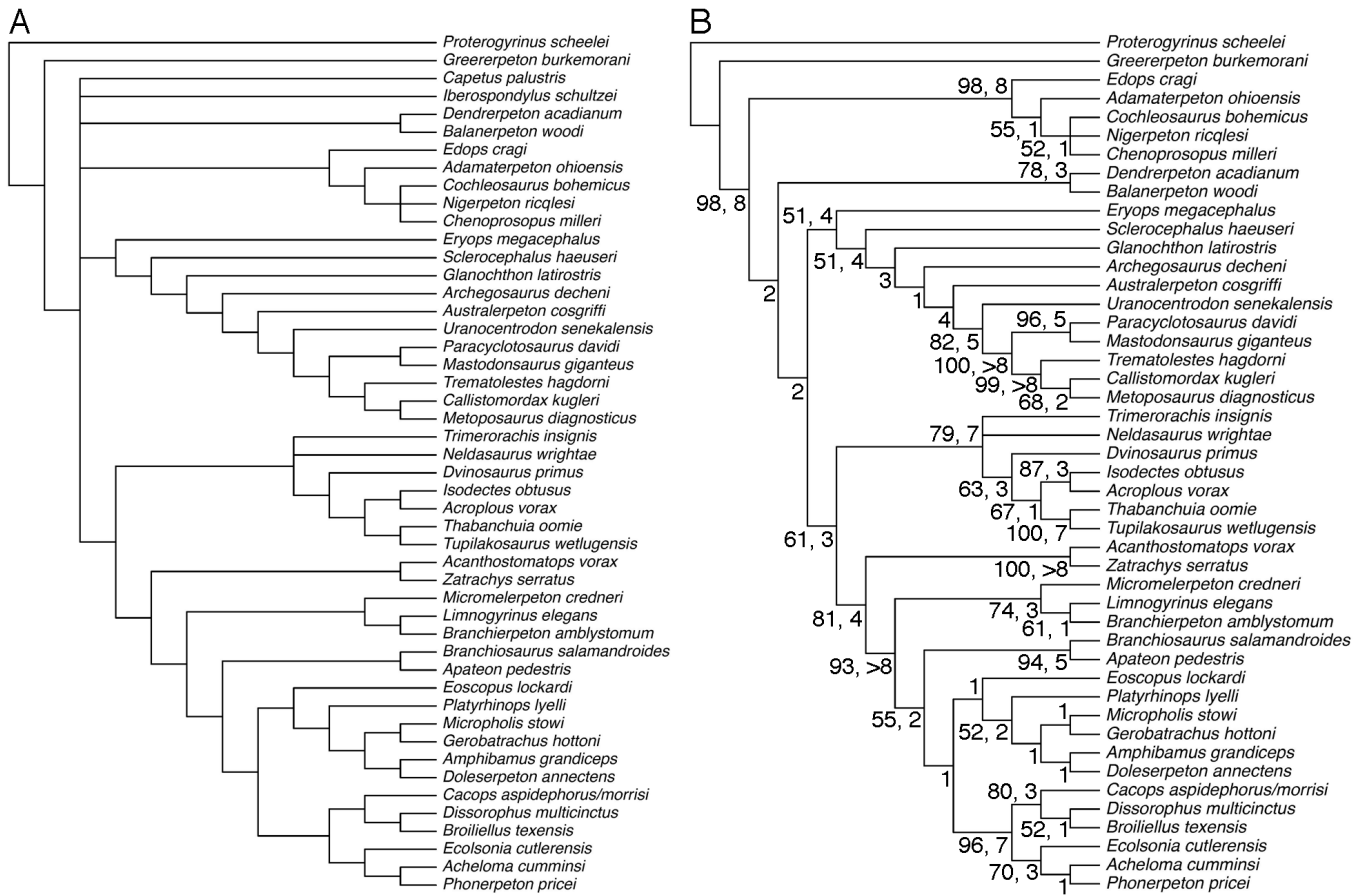 A
Proterogyrinus scheelei
Greererpeton burkemorani
Capetus palustris
Iberospondylus schultzei
Dendrerpeton acadianum
Balanerpeton woodi
Edops cragi
Adamaterpeton ohioensis
Cochleosaurus bohemicus
Nigerpeton ricqlesi
Chenoprosopus milleri
Eryops megacephalus
Sclerocephalus haeuseri
Glanochthon latirostris
Archegosaurus decheni
Australerpeton cosgriffi
Uranocentrodon senekalensis
Paracyclotosaurus davidi
Mastodonsaurus giganteus
Trematolestes hagdorni
Callistomordax kugleri
Metoposaurus diagnosticus
Trimerorachis insignis
Neldasaurus wrightae
Dvinosaurus primus
Isodectes obtusus
Acroplous vorax
Thabanchuia oomie
Tupilakosaurus wetlugensis
Acanthostomatops vorax
Zatrachys serratus
Micromelerpeton credneri
Limnogyrinus elegans
Branchierpeton amblystomum
Branchiosaurus salamandroides
Apateon pedestris
Eoscopus lockardi
Platyrhinops lyelli
Micropholis stowi
Gerobatrachus hottoni
Amphibamus grandiceps
Doleserpeton annectens
Cacops aspidephorus/morrisi
Dissorophus multicinctus
Broiliellus texensis
Ecolsonia cutlerensis
Acheloma cumminsi
Phonerpeton pricei
B
Proterogyrinus scheelei
Greererpeton burkemorani
Edops cragi
98, 8
Adamaterpeton ohioensis
Cochleosaurus bohemicus
55, 1
Nigerpeton ricqlesi
52, 1
Chenoprosopus milleri
78, 3
Dendrerpeton acadianum
Balanerpeton woodi
98, 8
Eryops megacephalus
51, 4
Sclerocephalus haeuseri
Glanochthon latirostris
51, 4
Archegosaurus decheni
3
Australerpeton cosgriffi
2
1
Uranocentrodon senekalensis
4
96, 5
Paracyclotosaurus davidi
82, 5
Mastodonsaurus giganteus
100, >8
Trematolestes hagdorni
99, >8
Callistomordax kugleri
2
68, 2
Metoposaurus diagnosticus
Trimerorachis insignis
79, 7
Neldasaurus wrightae
Dvinosaurus primus
87, 3
Isodectes obtusus
63, 3
Acroplous vorax
67, 1
Thabanchuia oomie
100, 7
Tupilakosaurus wetlugensis
61, 3
Acanthostomatops vorax
100, >8
Zatrachys serratus
Micromelerpeton credneri
74, 3
Limnogyrinus elegans
81, 4
61, 1
Branchierpeton amblystomum
Branchiosaurus salamandroides
93, >8
94, 5
Apateon pedestris
Eoscopus lockardi
1
Platyrhinops lyelli
55, 2
1
Micropholis stowi
52, 2
Gerobatrachus hottoni
1
Amphibamus grandiceps
1
1
Doleserpeton annectens
80, 3
Cacops aspidephorus/morrisi
Dissorophus multicinctus
52, 1
Broiliellus texensis
96, 7
Ecolsonia cutlerensis
70, 3
Acheloma cumminsi
1
Phonerpeton pricei